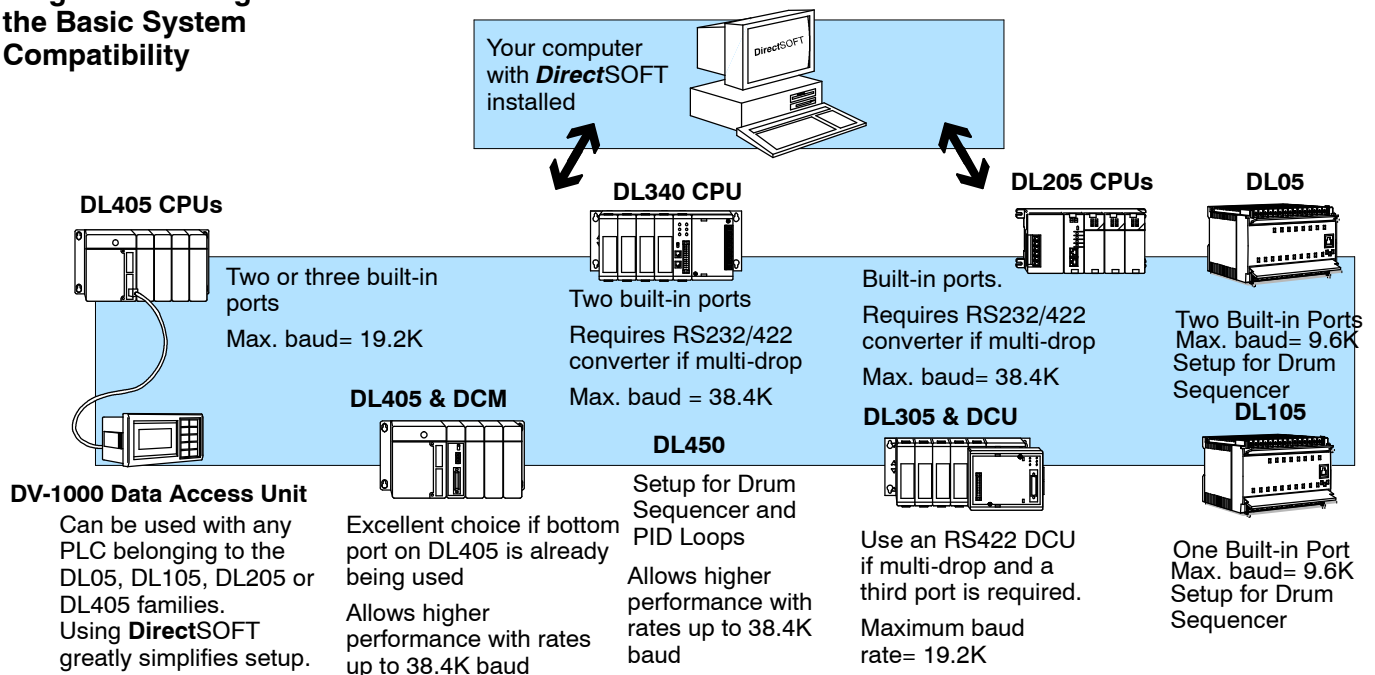 the Basic System
Compatibility
Your computer
with DirectSOFT
installed
DirectSOFT
DL405 CPUs
Two or three built-in
ports
Max. baud= 19.2K
DL340 CPU
Two built-in ports
Requires RS232/422
converter if multi-drop
Max. baud = 38.4K
DL205 CPUs
Built-in ports.
Requires RS232/422
converter if multi-drop
Max. baud= 38.4K
DL05
Two Built-in Ports
Max. baud= 9.6K
Setup for Drum
Sequencer
DV-1000 Data Access Unit
Can be used with any
PLC belonging to the
DL05, DL105, DL205 or
DL405 families.
Using DirectSOFT
greatly simplifies setup.
DL405 & DCM
Excellent choice if bottom
port on DL405 is already
being used
Allows higher
performance with rates
up to 38.4K baud
DL450
Setup for Drum
Sequencer and
PID Loops
Allows higher
performance with
rates up to 38.4K
baud
DL305 & DCU
Use an RS422 DCU
if multi-drop and a
third port is required.
Maximum baud
rate= 19.2K
DL105
One Built-in Port
Max. baud= 9.6K
Setup for Drum
Sequencer